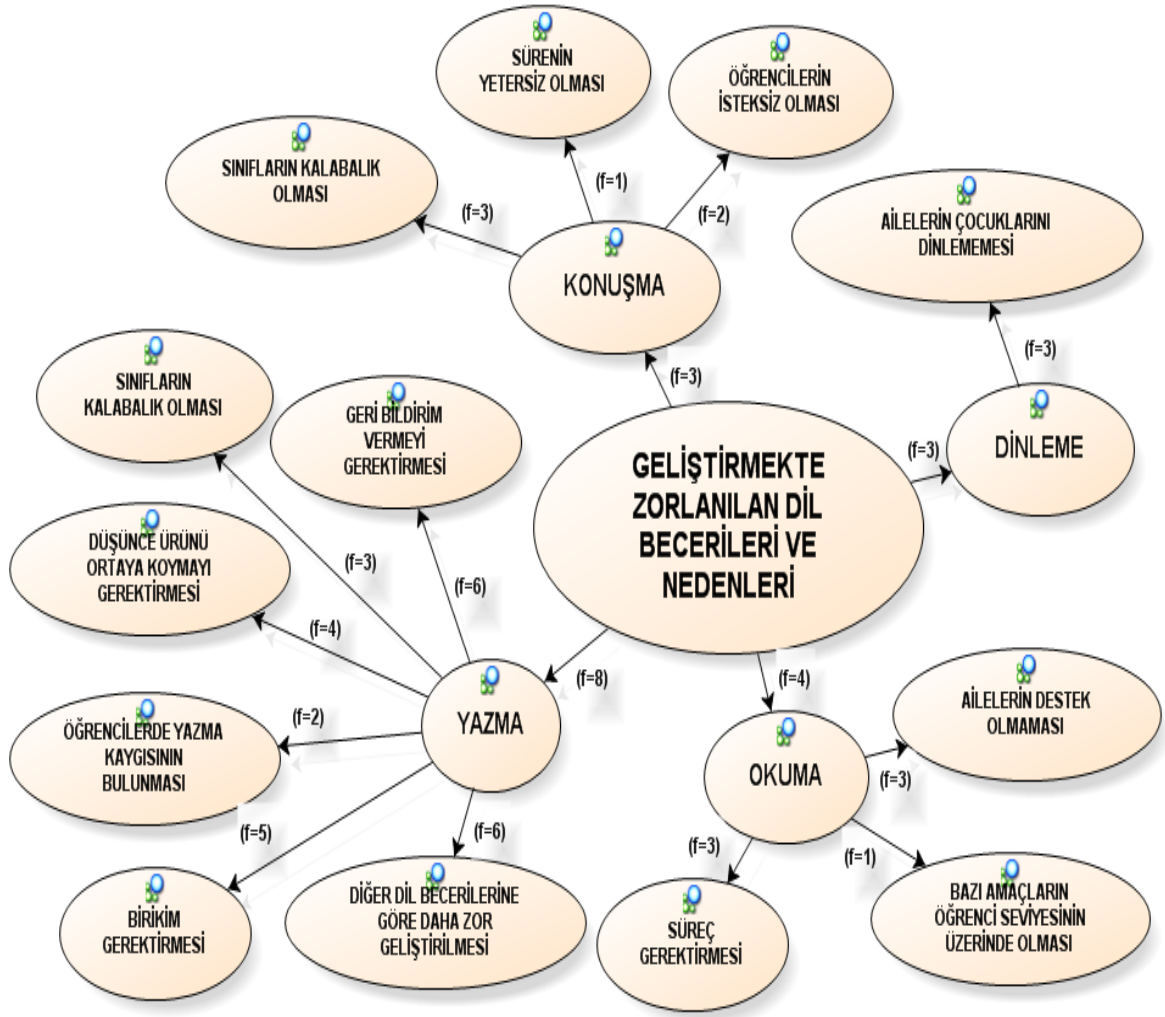 SÜRENİN
YETERSİZ OLMASI
ÖĞRENCİLERİN
İSTEKSİZ OLMASI
SINIFLARIN KALABALIK
OLMASI
(f=1)
(f=2)
(f=3)
KONUŞMA
AİLELERİN ÇOCUKLARINI
DİNLEMEMESİ
(f=3)
(f=3)
DİNLEME
(f=3)
GELİŞTİRMEKTE
ZORLANILAN DİL
BECERİLERİ VE
NEDENLERİ
SINIFLARIN
KALABALIK OLMASI
GERİ BİLDİRİM
VERMEYİ
GEREKTİRMESİ
DÜŞÜNCE ÜRÜNÜ
ORTAYA KOYMAYI
GEREKTİRMESİ
(f=3)
(f=6)
(f=4)
(f=8)
(f=4)
YAZMA
(f=2)
ÖĞRENCİLERDE YAZMA
KAYGISININ
BULUNMASI
(f=5)
(f=6)
BİRİKİM
GEREKTİRMESİ
DİĞER DİL BECERİLERİNE
GÖRE DAHA ZOR
GELİŞTİRİLMESİ
OKUMA
AİLELERİN DESTEK
OLMAMASI
(f=3)
(f=3)
(f=1)
SÜREÇ
GEREKTİRMESİ
BAZI AMAÇLARIN
ÖĞRENCİ SEVİYESİNİN
ÜZERİNDE OLMASI